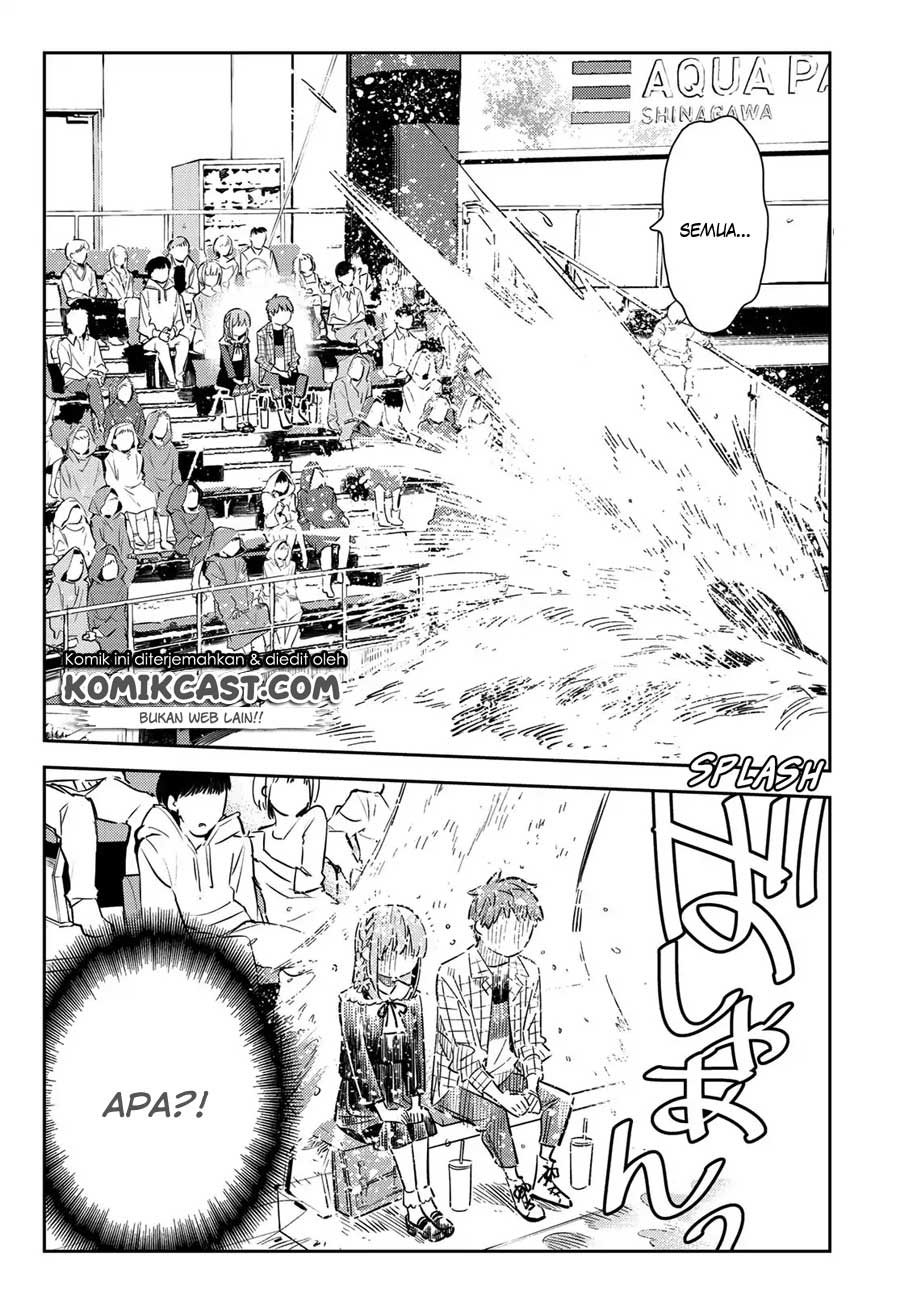 AQUA PA
SHINAGAWA
SEMUA...
Komik ini diterjemahkan & diedit oleh
KOMIKCAST.COM
BUKAN WEB LAIN!!
SPLASH
ばしゃあん?
APA?!